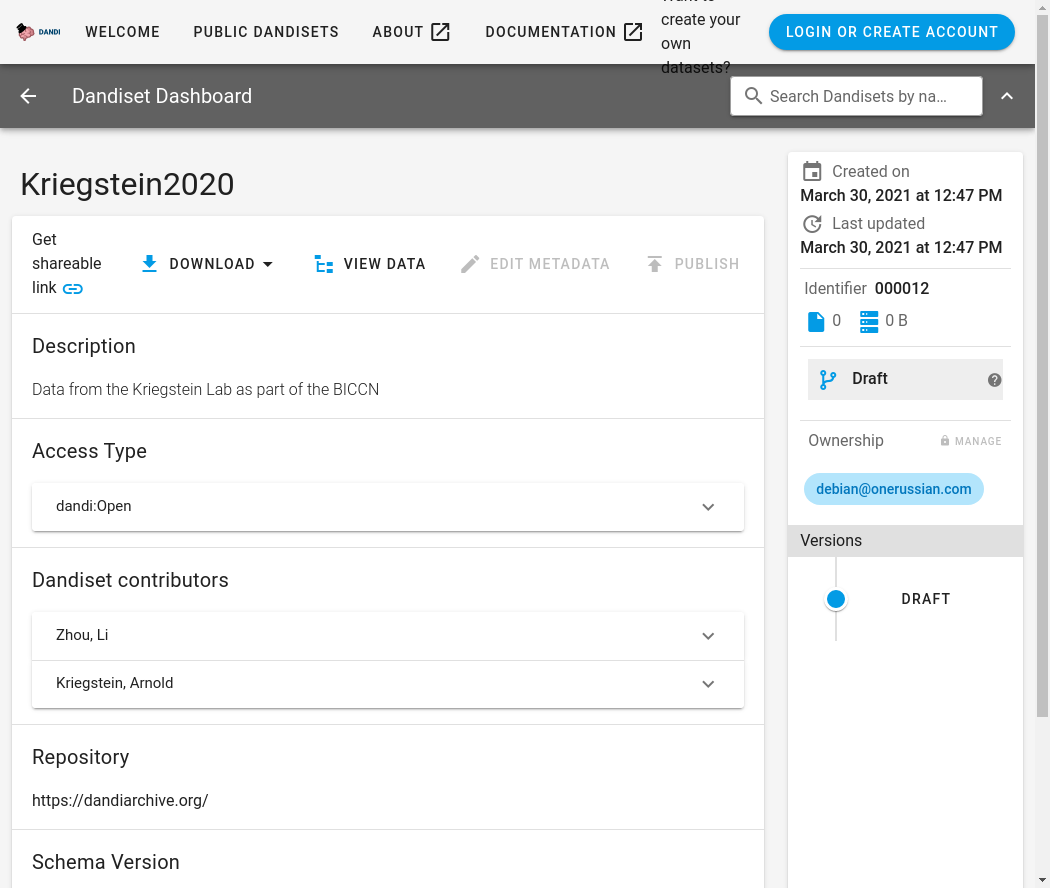 DANDI
WELCOME
PUBLIC DANDISETS
ABOUT
DOCUMENTATION
Want to
create your
own
datasets?
LOGIN OR CREATE ACCOUNT
Dandiset Dashboard
Search Dandisets by na…
Kriegstein2020
Get
shareable
link
DOWNLOAD
VIEW DATA
EDIT METADATA
PUBLISH
Description
Data from the Kriegstein Lab as part of the BICCN
Access Type
dandi:Open
Dandiset contributors
Zhou, Li
Kriegstein, Arnold
Repository
https://dandiarchive.org/
Schema Version
Created on
March 30, 2021 at 12:47 PM
Last updated
March 30, 2021 at 12:47 PM
Identifier 000012
0 0 B
Draft
Ownership
MANAGE
debian@onerussian.com
Versions
DRAFT